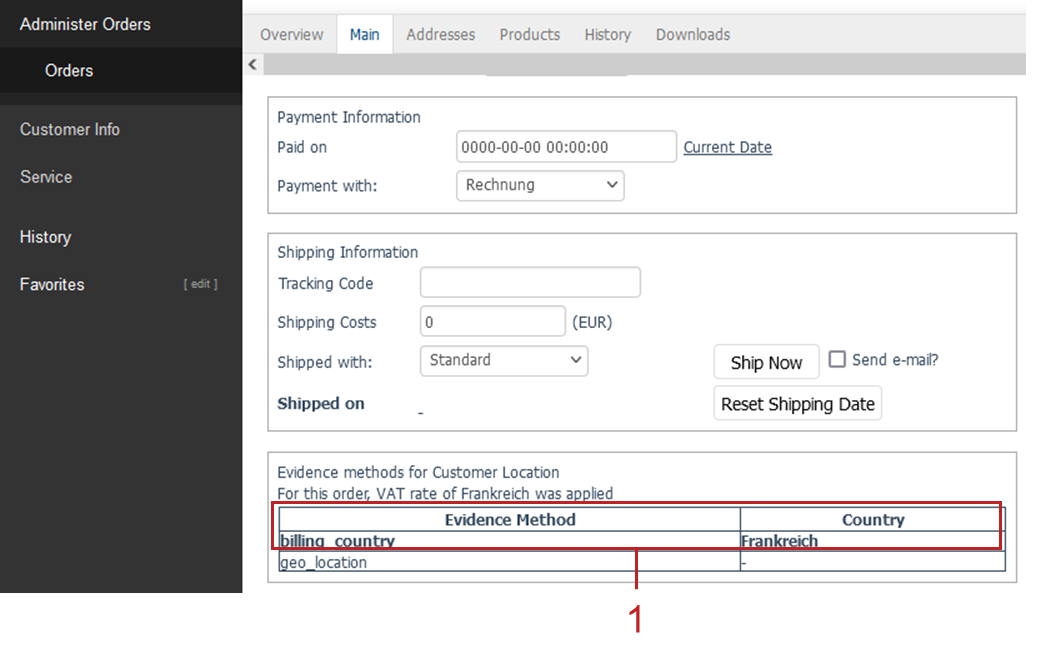 Administer Orders
Orders
Customer Info
Service
History
Favorites [ edit ]
Overview Main Addresses Products History Downloads
Payment Information
Paid on 0000-00-00 00:00:00 Current Date
Payment with: Rechnung
Shipping Information
Tracking Code
Shipping Costs 0 (EUR)
Shipped with: Standard Ship Now Send e-mail?
Shipped on - Reset Shipping Date
Evidence methods for Customer Location
For this order, VAT rate of Frankreich was applied
Evidence Method Country
billing_country Frankreich
geo_location -
1